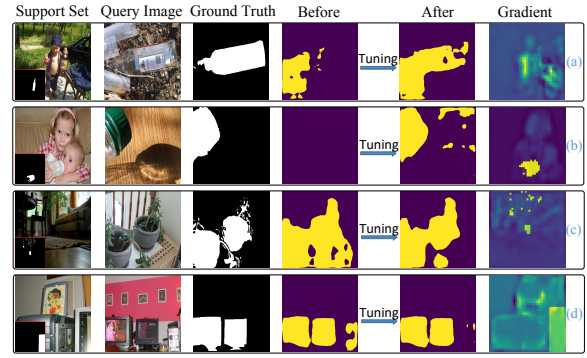 Support Set Query Image Ground Truth Before After Gradient
Tuning (a)
Tuning (b)
Tuning (c)
Tuning (d)